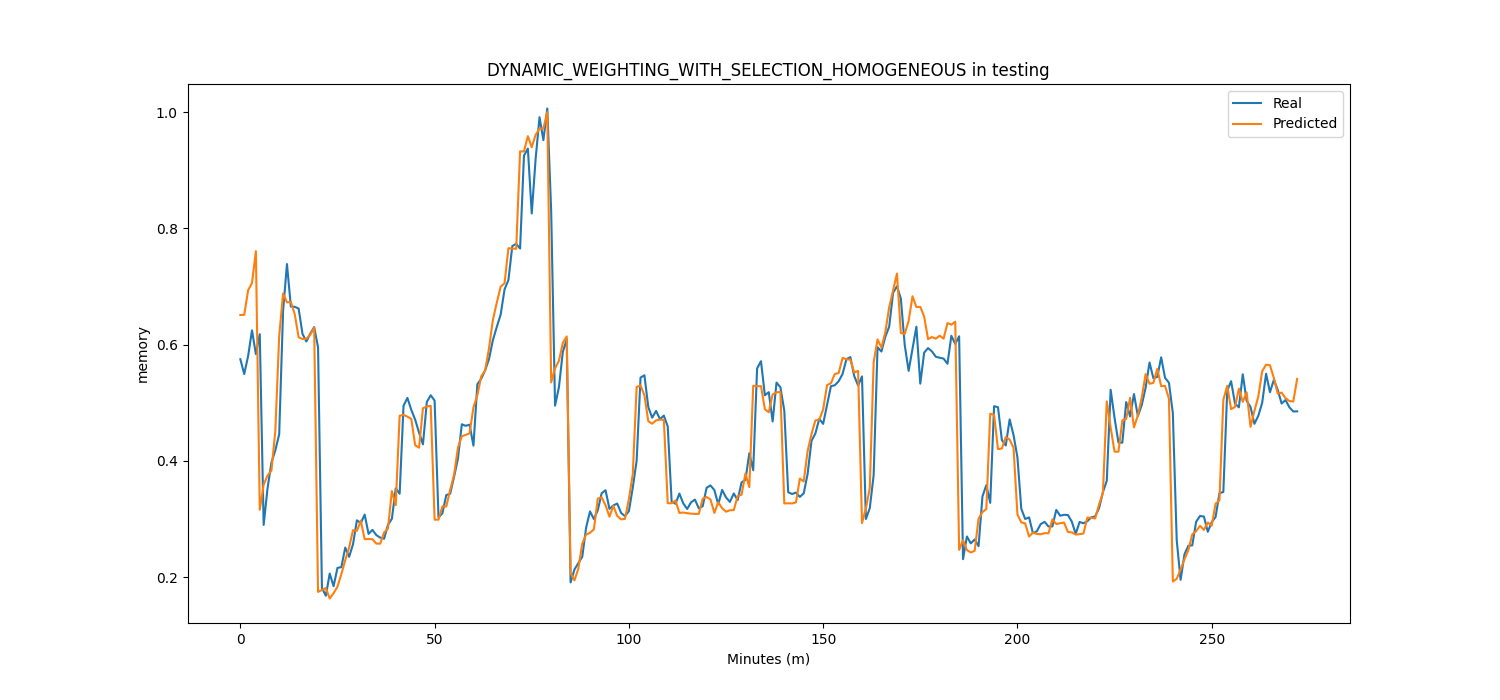 DYNAMIC_WEIGHTING_WITH_SELECTION_HOMOGENEOUS in testing
Real
Predicted
1.0
0.8
0.6
0.4
0.2
memory
0 50 100 150 200 250
Minutes (m)